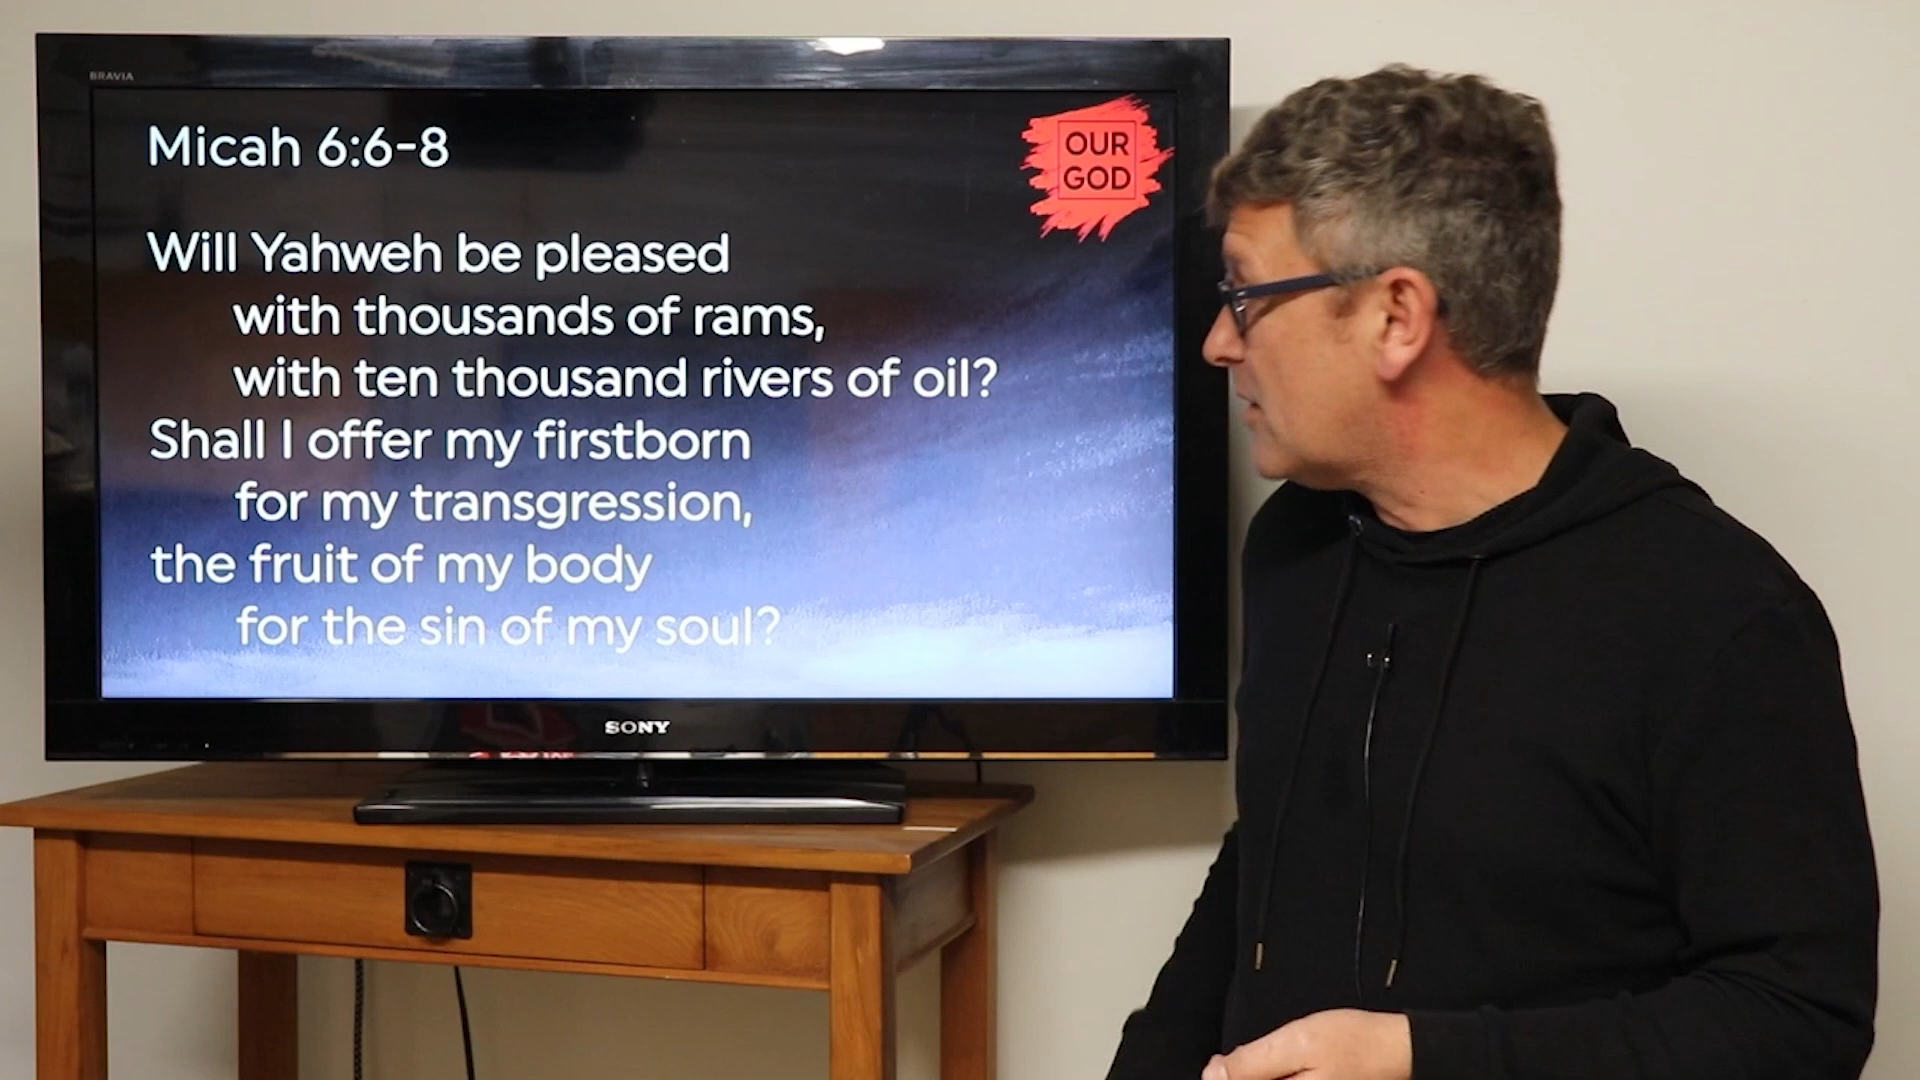 BRAVIA
Micah 6:6-8
OUR
GOD
Will Yahweh be pleased
with thousands of rams,
with ten thousand rivers of oil?
Shall I offer my firstborn
for my transgression,
the fruit of my body
for the sin of my soul?
SONY